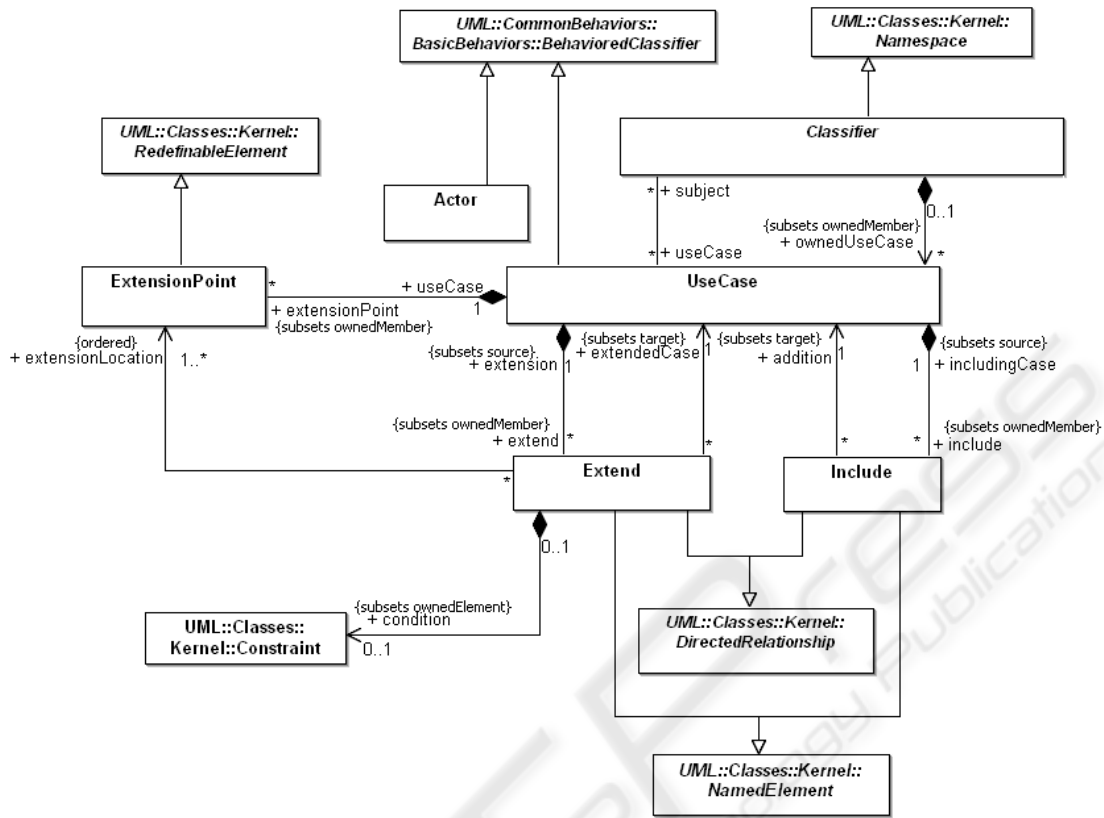 UML::CommonBehaviors::
BasicBehaviors::BehavioredClassifier
UML::Classes::Kernel::
Namespace
UML::Classes::Kernel::
RedefinableElement
Classifier
Actor
* + subject
0..1
{subsets ownedMember}
+ ownedUseCase
* + useCase
*
ExtensionPoint
*
+ extensionPoint
{subsets ownedMember}
+ useCase
1
UseCase
{ordered}
+ extensionLocation
1..*
{subsets source}
+ extension
1
{subsets target}
+ extendedCase
1
{subsets target}
+ addition
1
{subsets source}
+ includingCase
1
{subsets ownedMember}
+ extend
*
*
*
{subsets ownedMember}
+ include
*
*
Extend
Include
0..1
{subsets ownedElement}
+ condition
0..1
UML::Classes::
Kernel::Constraint
UML::Classes::Kernel::
DirectedRelationship
UML::Classes::Kernel::
NamedElement